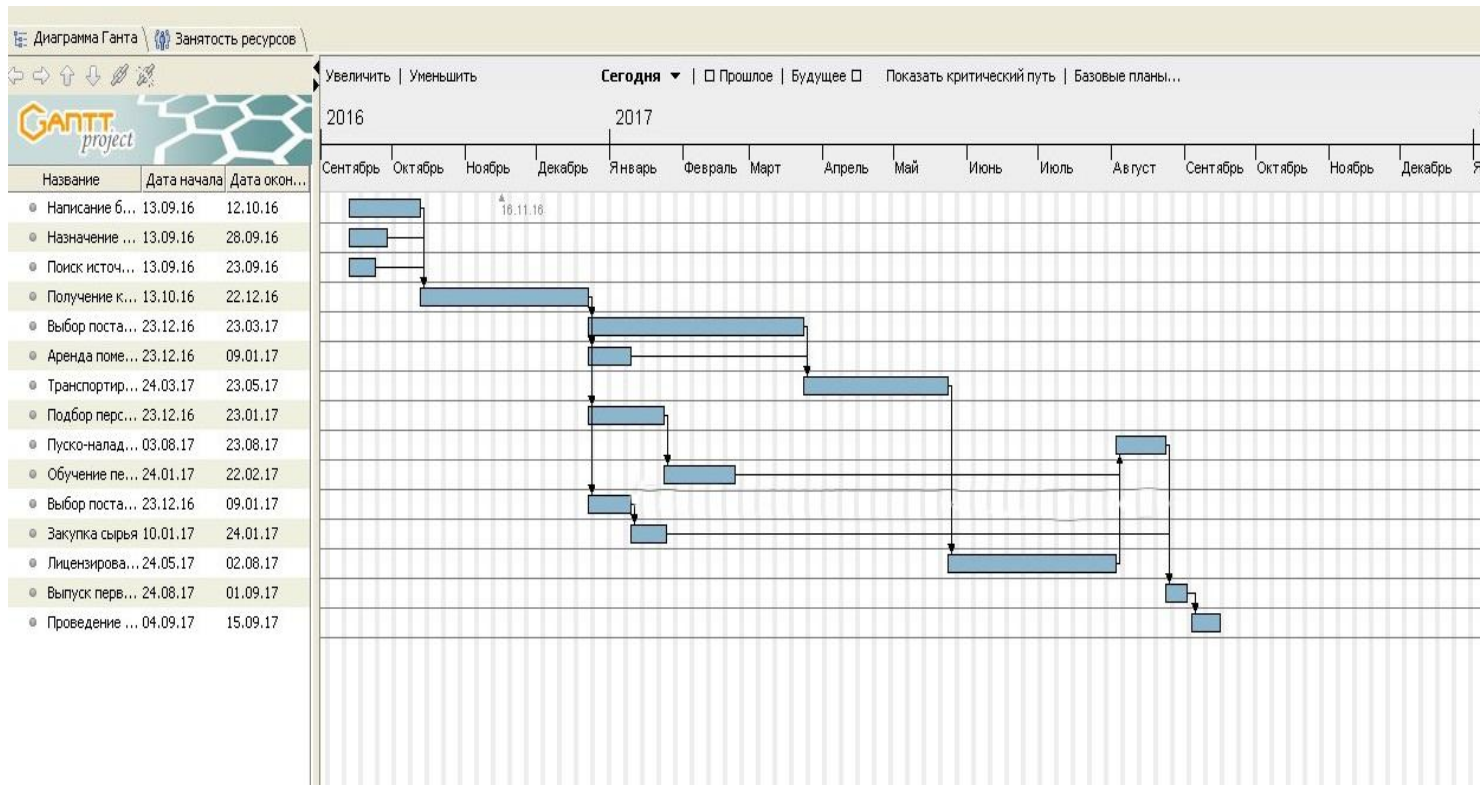 Диаграмма Ганта Занятость ресурсов
Увеличить | Уменьшить Сегодня ▼ | Прошлое | Будущее Показать критический путь | Базовые планы...
GANTT project
2016 2017
Сентябрь Октябрь Ноябрь Декабрь Январь Февраль Март Апрель Май Июнь Июль Август Сентябрь Октябрь Ноябрь Декабрь Я
Название Дата начала Дата окон...
Написание б... 13.09.16 12.10.16
16.11.16
Назначение ... 13.09.16 28.09.16
Поиск источ... 13.09.16 23.09.16
Получение к... 13.10.16 22.12.16
Выбор поста... 23.12.16 23.03.17
Аренда поме... 23.12.16 09.01.17
Транспортир... 24.03.17 23.05.17
Подбор перс... 23.12.16 23.01.17
Пуско-налад... 03.08.17 23.08.17
Обучение пе... 24.01.17 22.02.17
Выбор поста... 23.12.16 09.01.17
Закупка сырья 10.01.17 24.01.17
Лицензирова... 24.05.17 02.08.17
Выпуск перв... 24.08.17 01.09.17
Проведение ... 04.09.17 15.09.17